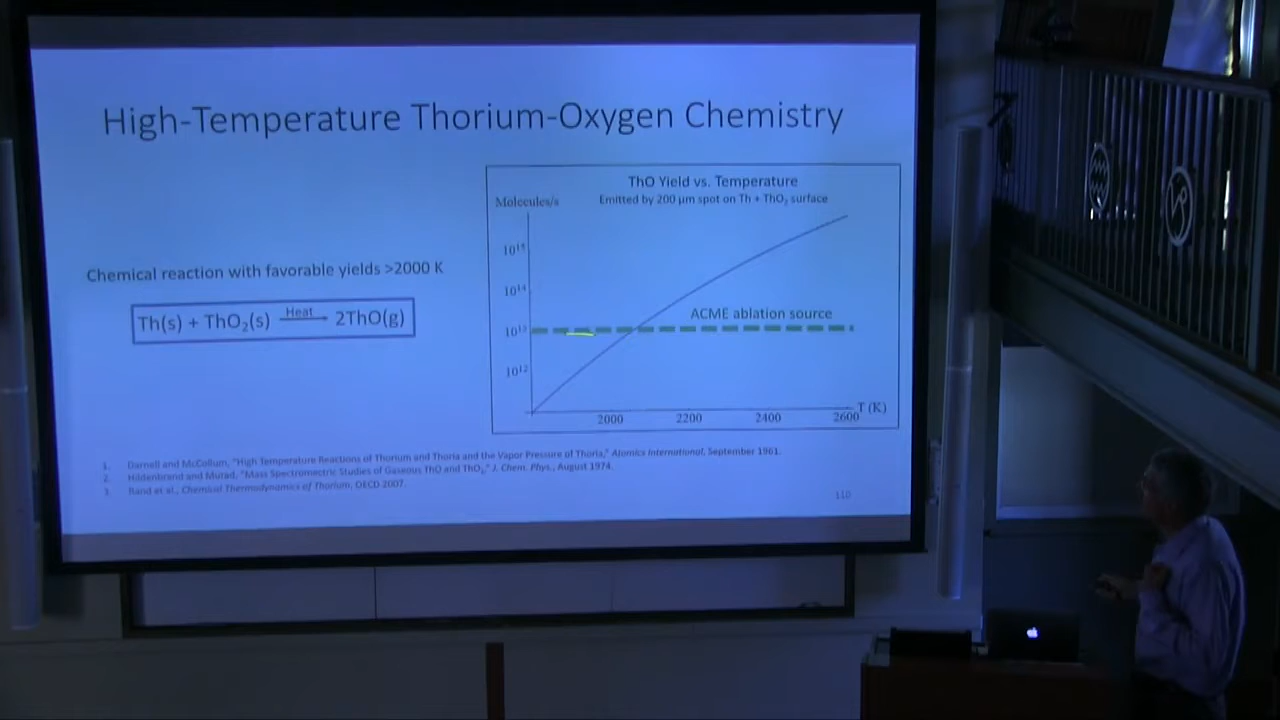 High-Temperature Thorium-Oxygen Chemistry
Chemical reaction with favorable yields >2000 K
Th(s) + ThO₂(s) Heat 2ThO(g)
ThO Yield vs. Temperature
Emitted by 200 µm spot on Th + ThO₂ surface
Molecules/s
10¹⁵
10¹⁴
10¹³
10¹²
ACME ablation source
2000 2200 2400 2600 T (K)
1. Darnell and McCollum, "High Temperature Reactions of Thorium and Thoria and the Vapor Pressure of Thoria," Atomics International, September 1961.
2. Hildenbrand and Murad, "Mass Spectrometric Studies of Gaseous ThO and ThO₂," J. Chem. Phys., August 1974.
3. Rand et al., Chemical Thermodynamics of Thorium, OECD 2007.
110